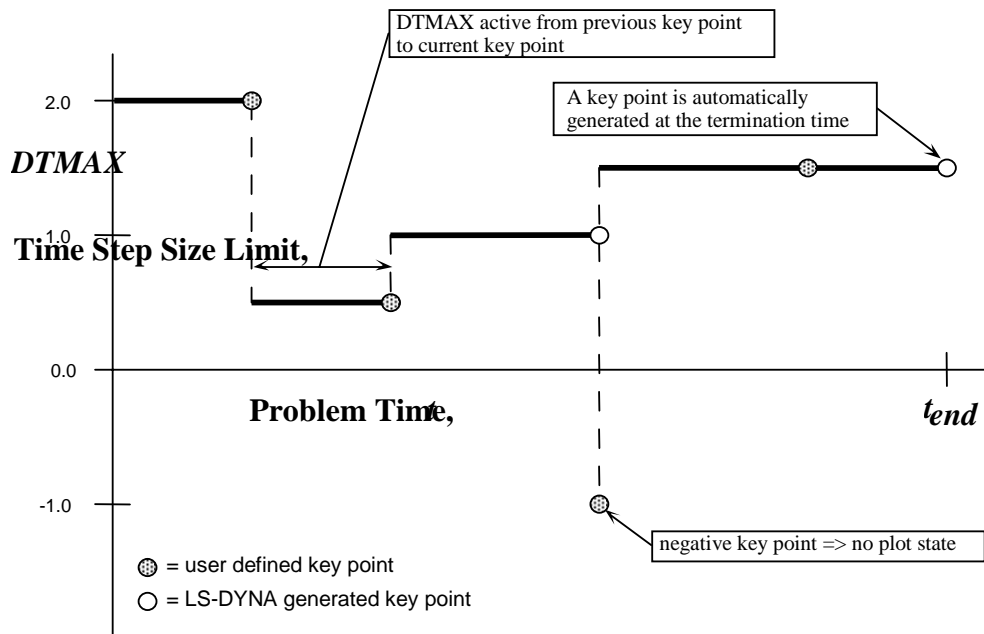 DTMAX active from previous key point
to current key point
A key point is automatically
generated at the termination time
2.0
DTMAX
1.0
Time Step Size Limit,
0.0
Problem Time, t
tend
-1.0
negative key point => no plot state
= user defined key point
= LS-DYNA generated key point